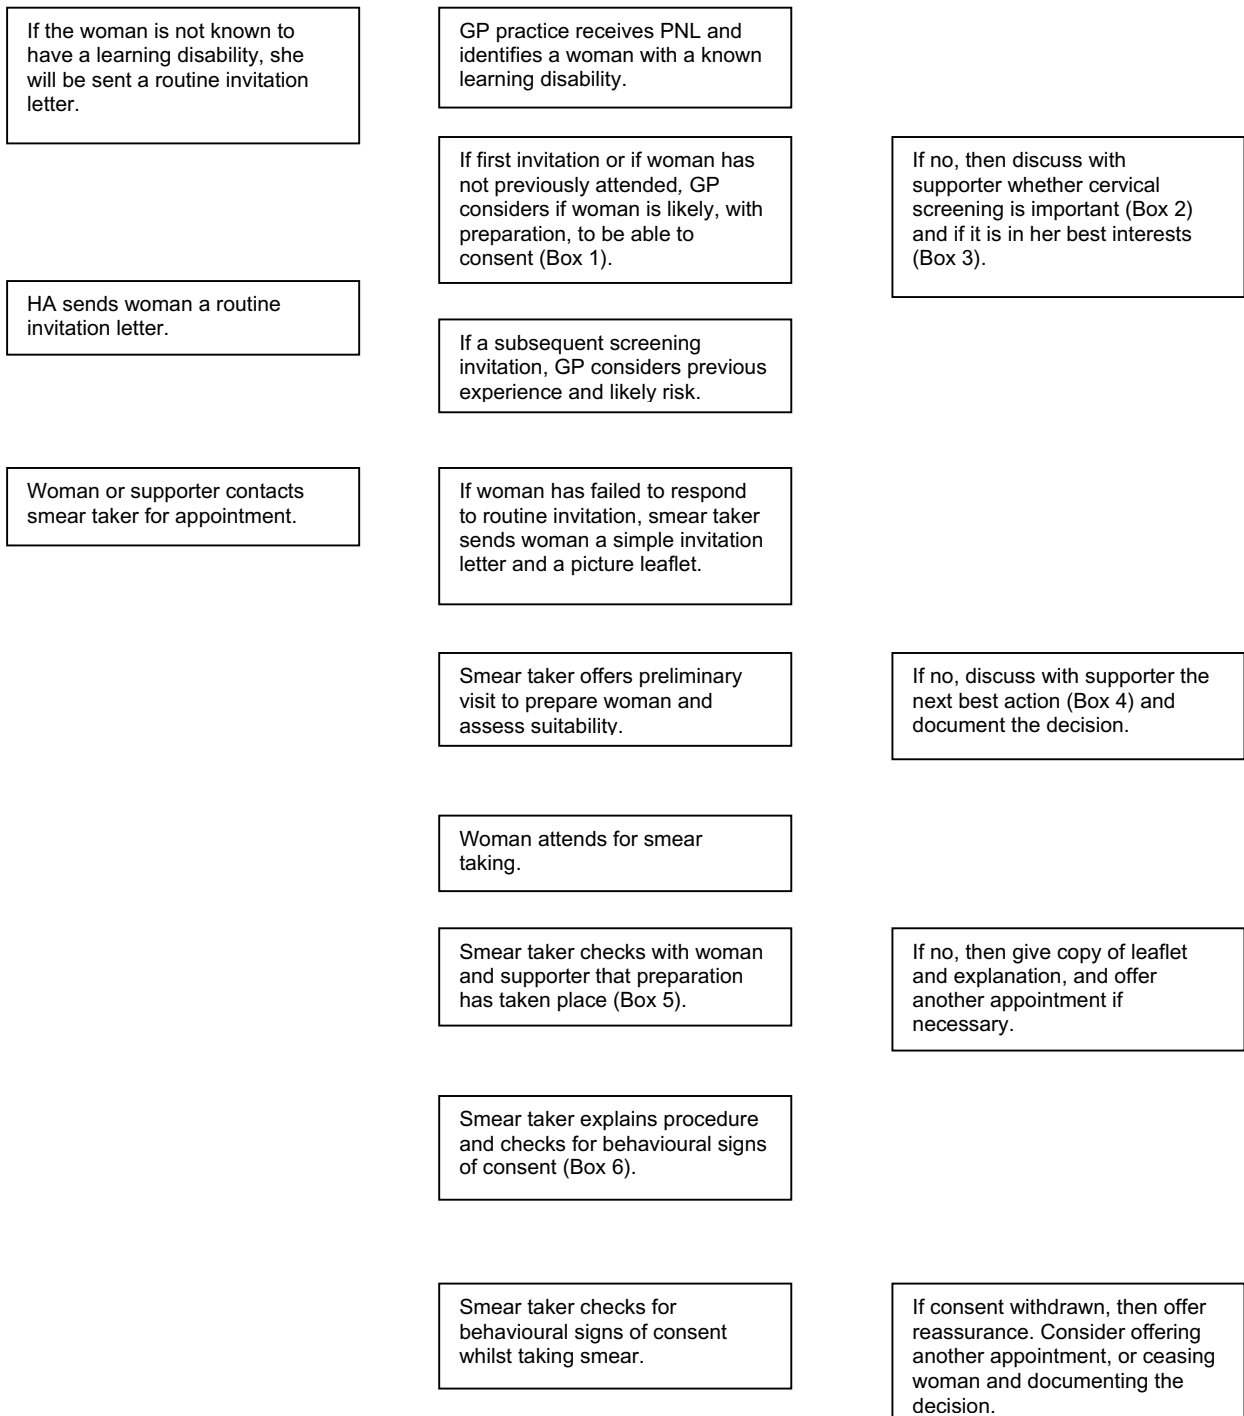 If the woman is not known to
have a learning disability, she
will be sent a routine invitation
letter.
GP practice receives PNL and
identifies a woman with a known
learning disability.
If first invitation or if woman has
not previously attended, GP
considers if woman is likely, with
preparation, to be able to
consent (Box 1).
If no, then discuss with
supporter whether cervical
screening is important (Box 2)
and if it is in her best interests
(Box 3).
HA sends woman a routine
invitation letter.
If a subsequent screening
invitation, GP considers previous
experience and likely risk.
Woman or supporter contacts
smear taker for appointment.
If woman has failed to respond
to routine invitation, smear taker
sends woman a simple invitation
letter and a picture leaflet.
Smear taker offers preliminary
visit to prepare woman and
assess suitability.
If no, discuss with supporter the
next best action (Box 4) and
document the decision.
Woman attends for smear
taking.
Smear taker checks with woman
and supporter that preparation
has taken place (Box 5).
If no, then give copy of leaflet
and explanation, and offer
another appointment if
necessary.
Smear taker explains procedure
and checks for behavioural signs
of consent (Box 6).
Smear taker checks for
behavioural signs of consent
whilst taking smear.
If consent withdrawn, then offer
reassurance. Consider offering
another appointment, or ceasing
woman and documenting the
decision.